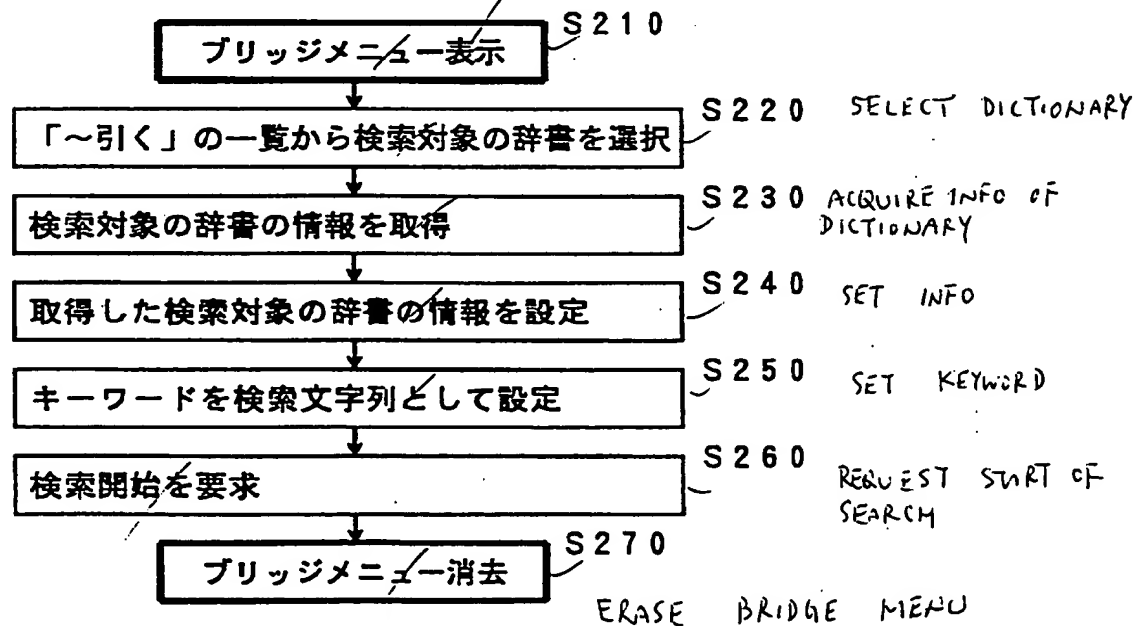 S210
ブリッジメニュー表示
S220 SELECT DICTIONARY
「～引く」の一覧から検索対象の辞書を選択
S230 ACQUIRE INFO OF
DICTIONARY
検索対象の辞書の情報を取得
S240 SET INFO
取得した検索対象の辞書の情報を設定
S250 SET KEYWORD
キーワードを検索文字列として設定
S260 REQUEST START OF
SEARCH
検索開始を要求
S270
ブリッジメニュー消去
ERASE BRIDGE MENU